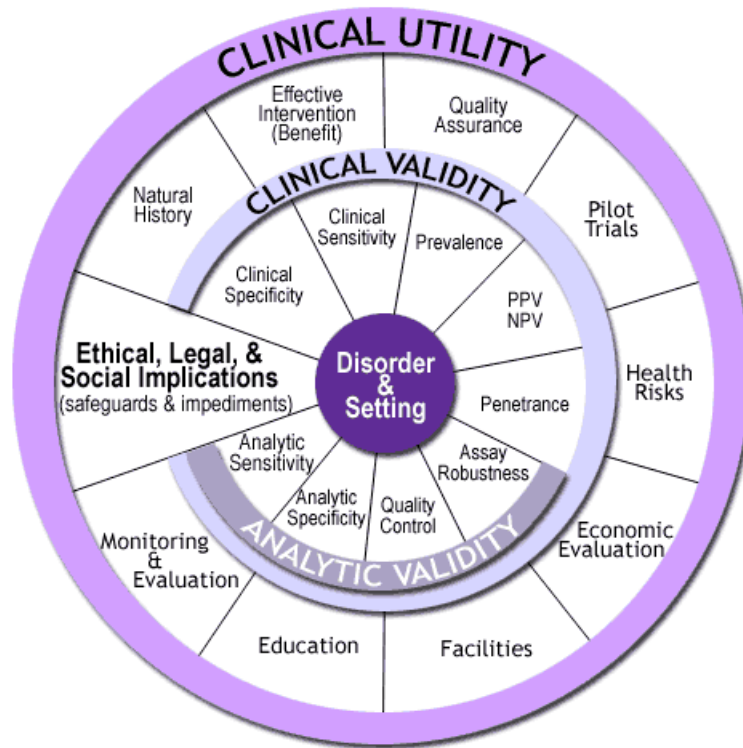 CLINICAL UTILITY
Effective
Intervention
(Benefit)
Quality
Assurance
Natural
History
CLINICAL VALIDITY
Pilot
Trials
Clinical
Sensitivity
Prevalence
Clinical
Specificity
PPV
NPV
Ethical, Legal, &
Social Implications
(safeguards & impediments)
Disorder
&
Setting
Health
Risks
Penetrance
Analytic
Sensitivity
Assay
Robustness
Analytic
Specificity
Quality
Control
ANALYTIC VALIDITY
Monitoring
&
Evaluation
Economic
Evaluation
Education
Facilities